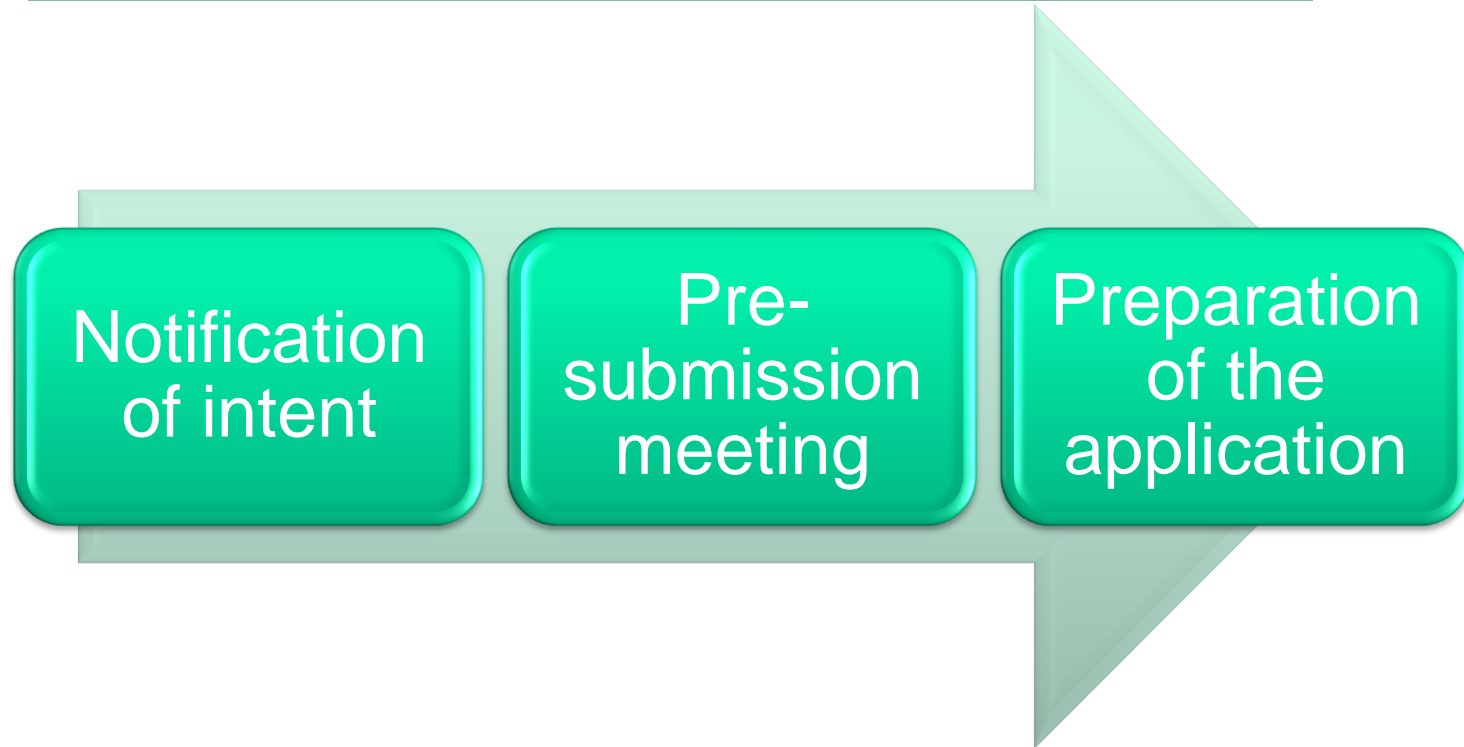 Notification
of intent
Pre-
submission
meeting
Preparation
of the
application